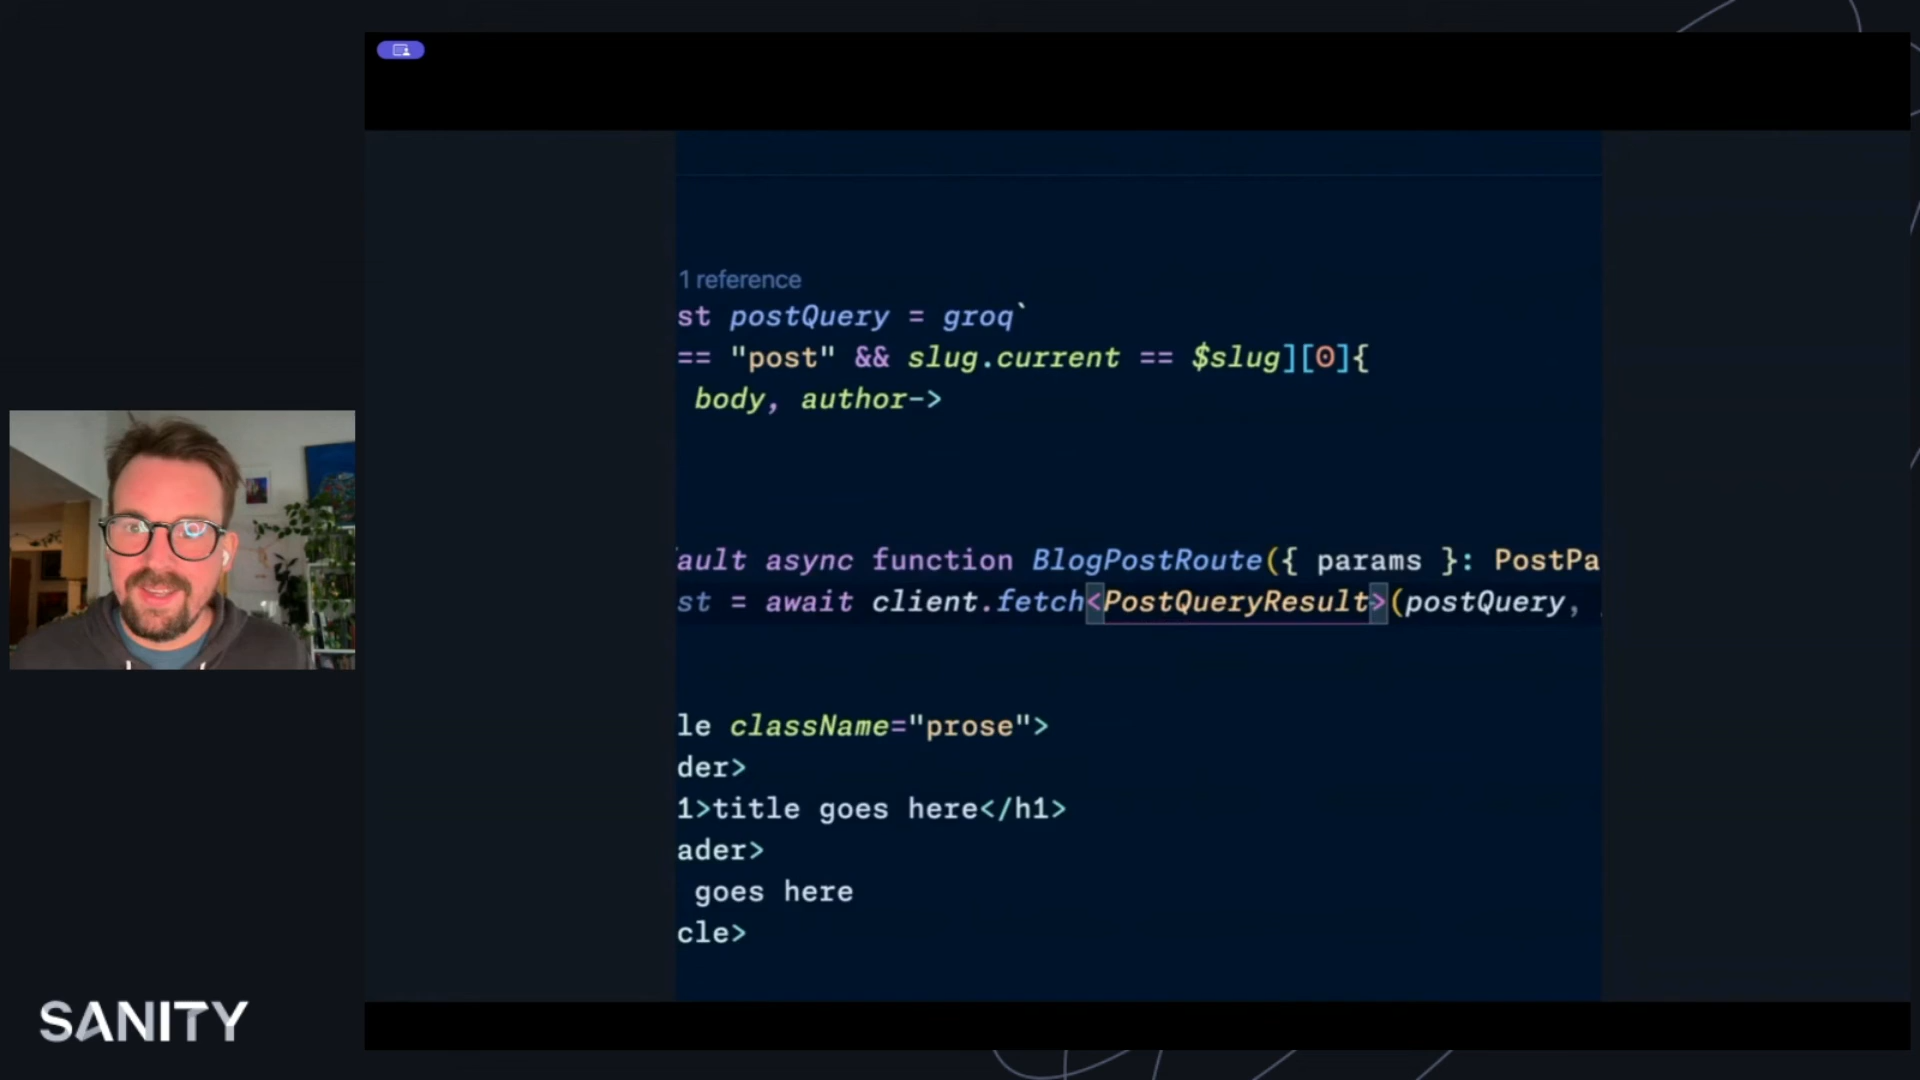 1 reference
st postQuery = groq`
== "post" && slug.current == $slug][0]{
body, author->
ault async function BlogPostRoute({ params }: PostPa
st = await client.fetch<PostQueryResult>(postQuery,
le className="prose">
der>
1>title goes here</h1>
ader>
goes here
cle>
SANITY